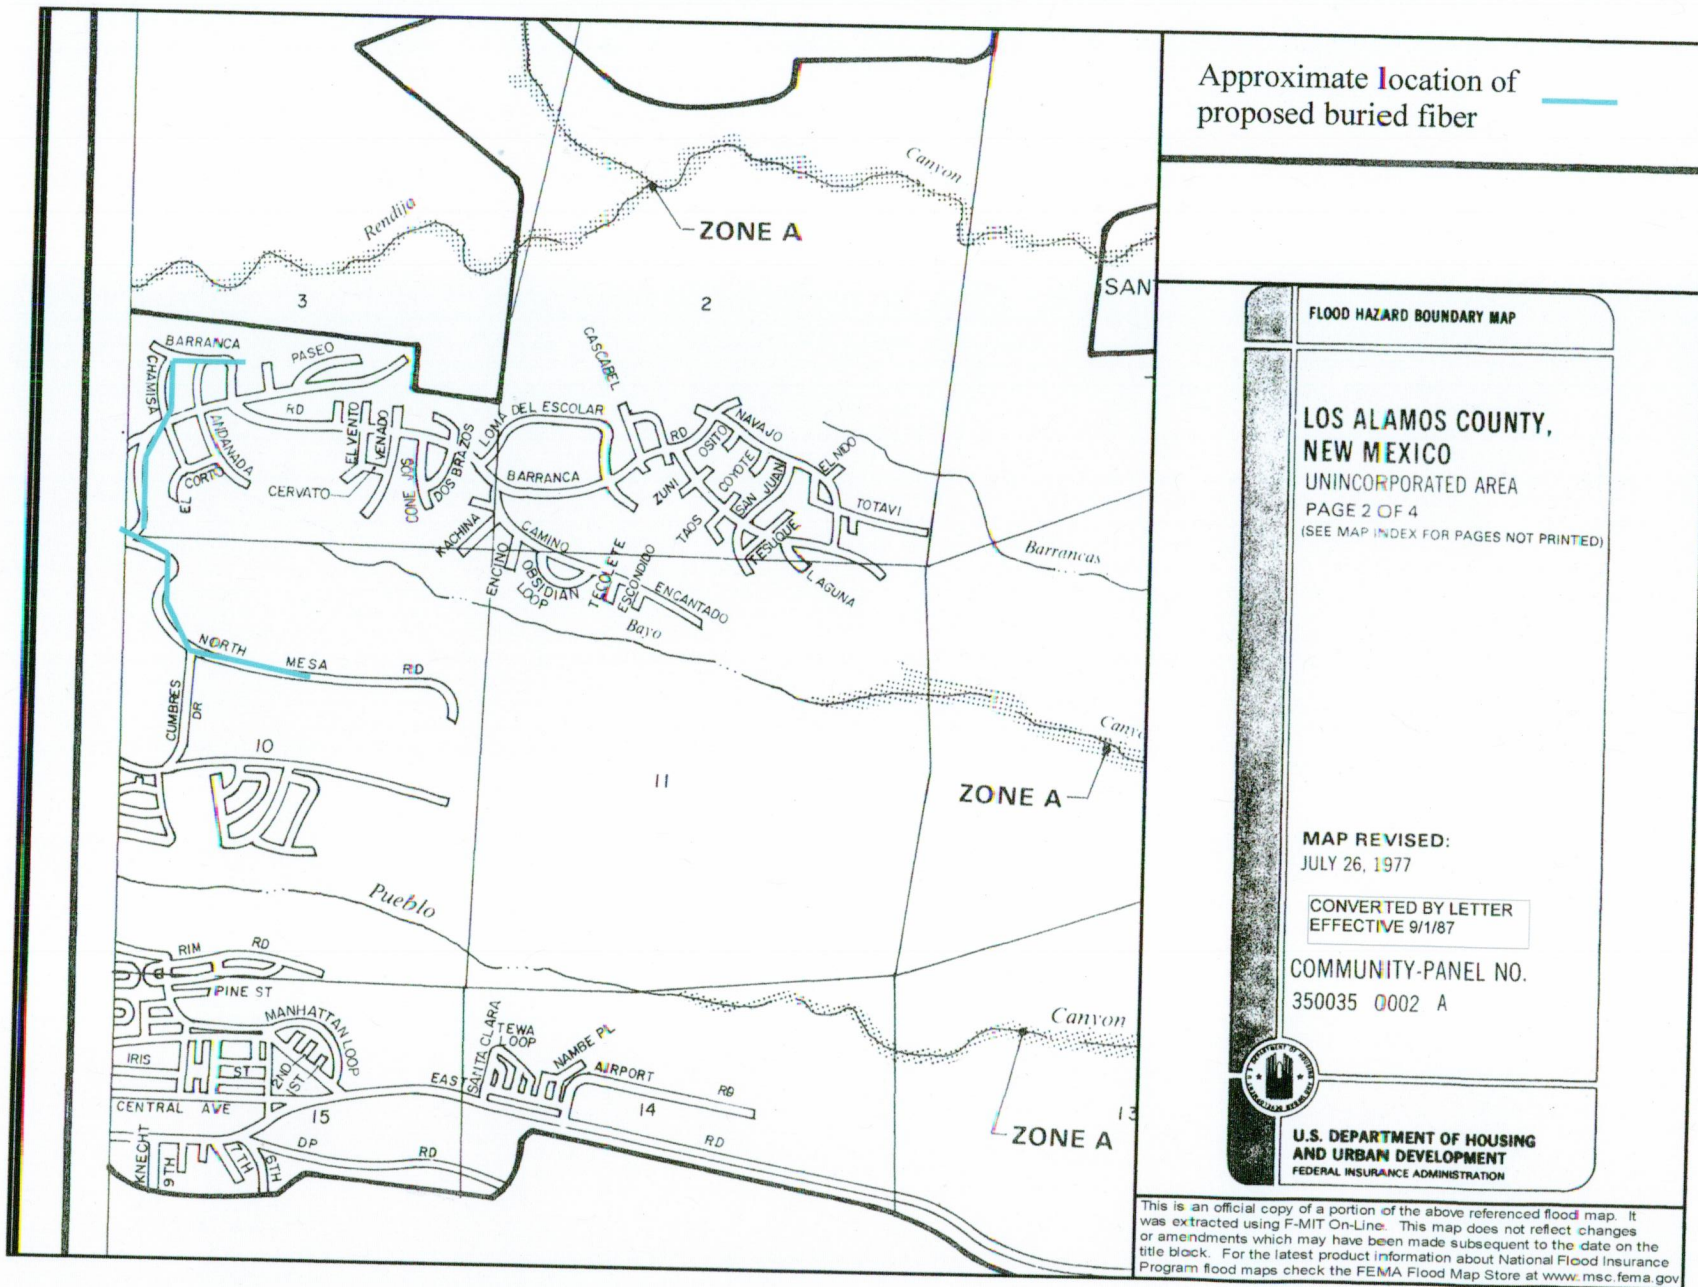 Approximate location of
proposed buried fiber
Canyon
Rendija
ZONE A
SAN
3
2
FLOOD HAZARD BOUNDARY MAP
LOS ALAMOS COUNTY,
NEW MEXICO
UNINCORPORATED AREA
PAGE 2 OF 4
(SEE MAP INDEX FOR PAGES NOT PRINTED)
BARRANCA
CHAMISA
PASEO
RD
ANDANADA
EL CORTO
EL VENTO
VENADO
CERVATO
CONEJOS
DOS BRAZOS
LOMA DEL ESCOLAR
CASCABEL
BARRANCA
RD
NAVAJO
OSITO
COYOTE
SAN JUAN
EL NIDO
ZUNI
TAOS
TESUQUE
TOTAVI
LAGUNA
Barrancas
KACHINA
CAMINO
ENCANTADO
ENCINO
OBSIDIAN
LOOP
TECOLETE
ESCONDIDO
Bayo
NORTH MESA RD
CUMBRES
DR
10
11
Canyo
ZONE A
MAP REVISED:
JULY 26, 1977
CONVERTED BY LETTER
EFFECTIVE 9/1/87
COMMUNITY-PANEL NO.
350035 0002 A
Pueblo
Canyon
RIM RD
PINE ST
MANHATTAN LOOP
IRIS
ST
2ND
1ST
CENTRAL AVE
15
EAST
SANTA CLARA
TEWA
LOOP
NAMBE PL
AIRPORT RD
14
13
RD
ZONE A
DP RD
KNECHT
9TH
7TH
6TH
U.S. DEPARTMENT OF HOUSING
AND URBAN DEVELOPMENT
FEDERAL INSURANCE ADMINISTRATION
This is an official copy of a portion of the above referenced flood map. It
was extracted using F-MIT On-Line. This map does not reflect changes
or amendments which may have been made subsequent to the date on the
title block. For the latest product information about National Flood Insurance
Program flood maps check the FEMA Flood Map Store at www.msc.fema.gov